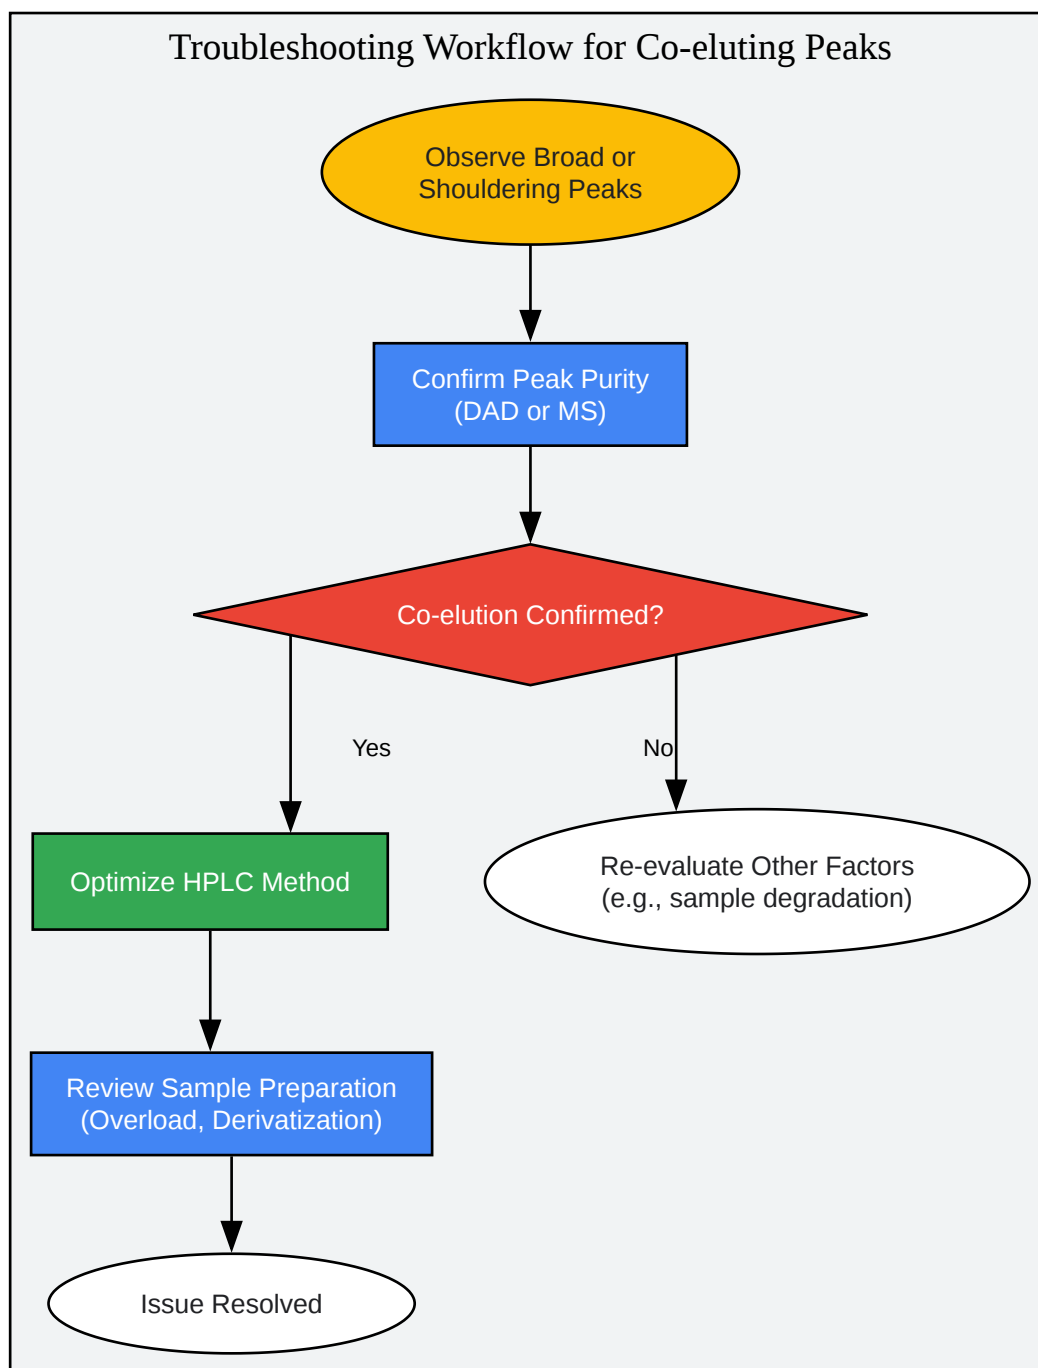 Troubleshooting Workflow for Co-eluting Peaks
Observe Broad or
Shouldering Peaks
Confirm Peak Purity
(DAD or MS)
Co-elution Confirmed?
Yes
No
Optimize HPLC Method
Re-evaluate Other Factors
(e.g., sample degradation)
Review Sample Preparation
(Overload, Derivatization)
Issue Resolved